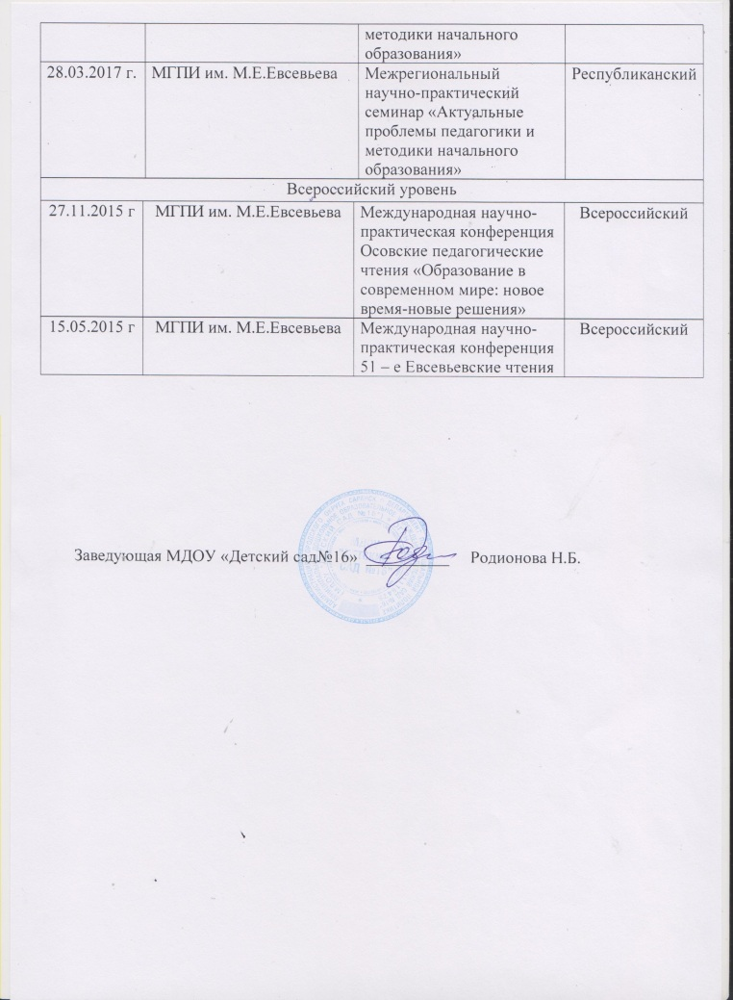 методики начального
образования»
28.03.2017 г. МГПИ им. М.Е.Евсевьева Межрегиональный Республиканский
научно-практический
семинар «Актуальные
проблемы педагогики и
методики начального
образования»
Всероссийский уровень
27.11.2015 г МГПИ им. М.Е.Евсевьева Международная научно- Всероссийский
практическая конференция
Осовские педагогические
чтения «Образование в
современном мире: новое
время-новые решения»
15.05.2015 г МГПИ им. М.Е.Евсевьева Международная научно- Всероссийский
практическая конференция
51 – е Евсевьевские чтения
Заведующая МДОУ «Детский сад№16» Родионова Н.Б.